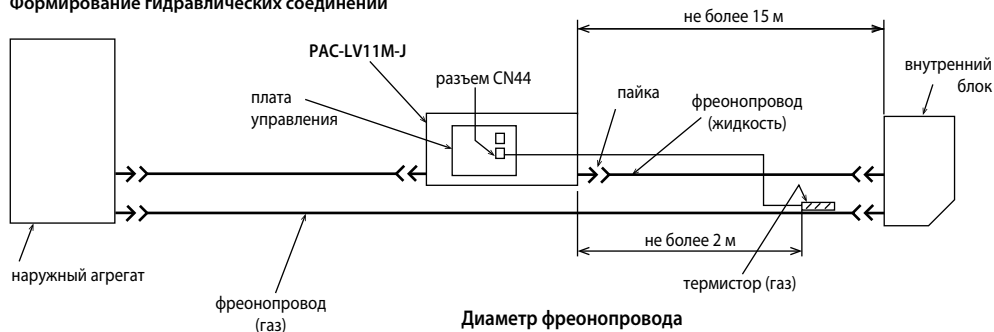 Формирование гидравлических соединений
не более 15 м
PAC-LV11M-J
внутренний
блок
разъем CN44
пайка
плата
управления
фреонопровод
(жидкость)
не более 2 м
наружный агрегат
термистор (газ)
фреонопровод
(газ)
Диаметр фреонопровода